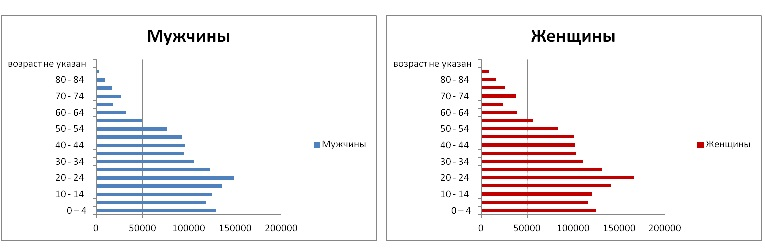 Мужчины
возраст не указан
80 - 84
70 - 74
60 - 64
50 - 54
40 - 44
30 - 34
20 - 24
10 - 14
0 – 4
0 50000 100000 150000 200000
Мужчины
Женщины
возраст не указан
80 - 84
70 - 74
60 - 64
50 - 54
40 - 44
30 - 34
20 - 24
10 - 14
0 – 4
0 50000 100000 150000 200000
Женщины